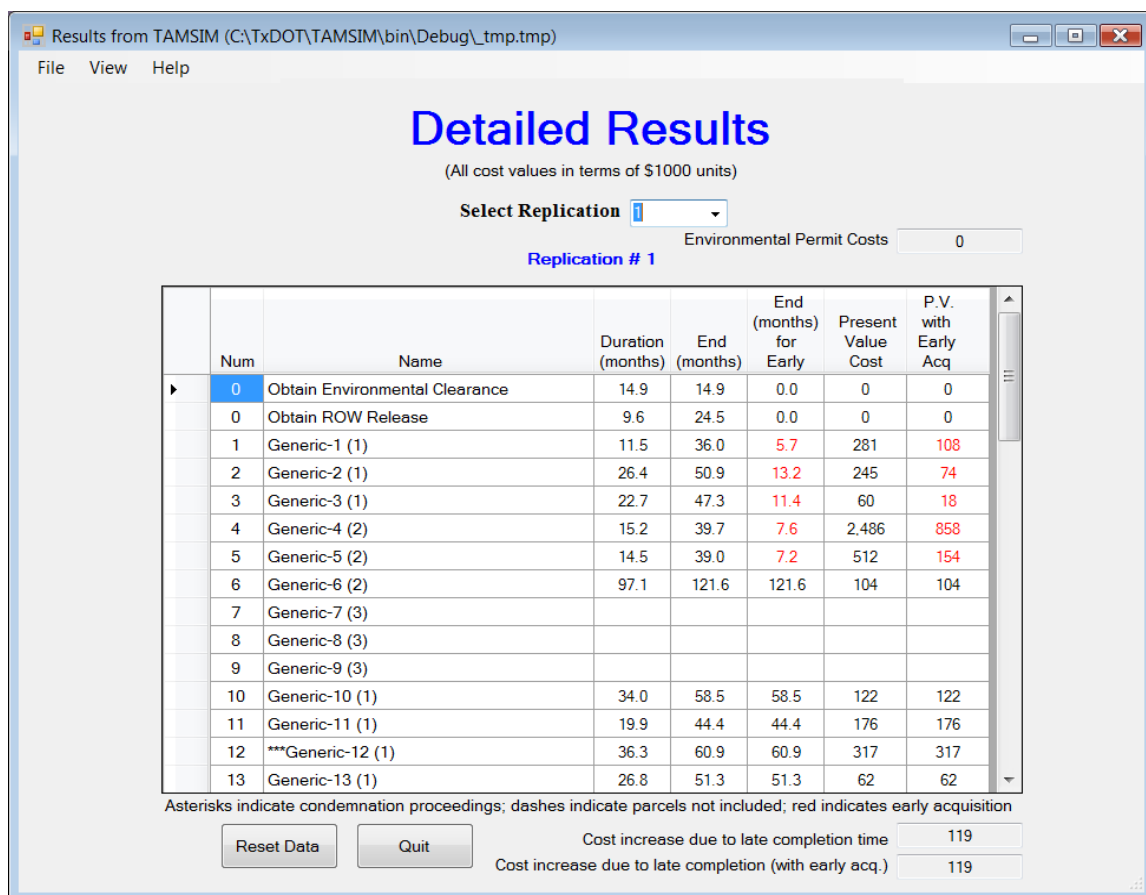 Results from TAMSIM (C:\TxDOT\TAMSIM\bin\Debug\_tmp.tmp)
File View Help
Detailed Results
(All cost values in terms of $1000 units)
Select Replication 1
Environmental Permit Costs 0
Replication # 1
Num Name Duration (months) End (months) End (months) for Early Present Value Cost P.V. with Early Acq
0 Obtain Environmental Clearance 14.9 14.9 0.0 0 0
0 Obtain ROW Release 9.6 24.5 0.0 0 0
1 Generic-1 (1) 11.5 36.0 5.7 281 108
2 Generic-2 (1) 26.4 50.9 13.2 245 74
3 Generic-3 (1) 22.7 47.3 11.4 60 18
4 Generic-4 (2) 15.2 39.7 7.6 2,486 858
5 Generic-5 (2) 14.5 39.0 7.2 512 154
6 Generic-6 (2) 97.1 121.6 121.6 104 104
7 Generic-7 (3)
8 Generic-8 (3)
9 Generic-9 (3)
10 Generic-10 (1) 34.0 58.5 58.5 122 122
11 Generic-11 (1) 19.9 44.4 44.4 176 176
12 ***Generic-12 (1) 36.3 60.9 60.9 317 317
13 Generic-13 (1) 26.8 51.3 51.3 62 62
Asterisks indicate condemnation proceedings; dashes indicate parcels not included; red indicates early acquisition
Reset Data Quit
Cost increase due to late completion time 119
Cost increase due to late completion (with early acq.) 119